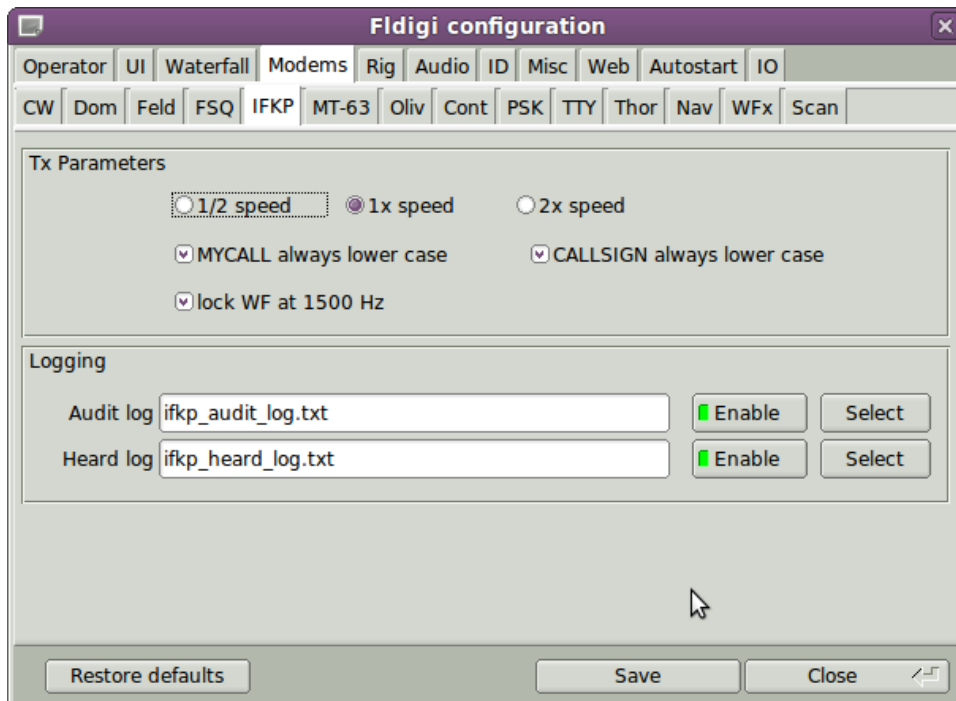 Fldigi configuration
Operator UI Waterfall Modems Rig Audio ID Misc Web Autostart IO
CW Dom Feld FSQ IFKP MT-63 Oliv Cont PSK TTY Thor Nav WFx Scan
Tx Parameters
1/2 speed 1x speed 2x speed
MYCALL always lower case CALLSIGN always lower case
lock WF at 1500 Hz
Logging
Audit log ifkp_audit_log.txt Enable Select
Heard log ifkp_heard_log.txt Enable Select
Restore defaults Save Close